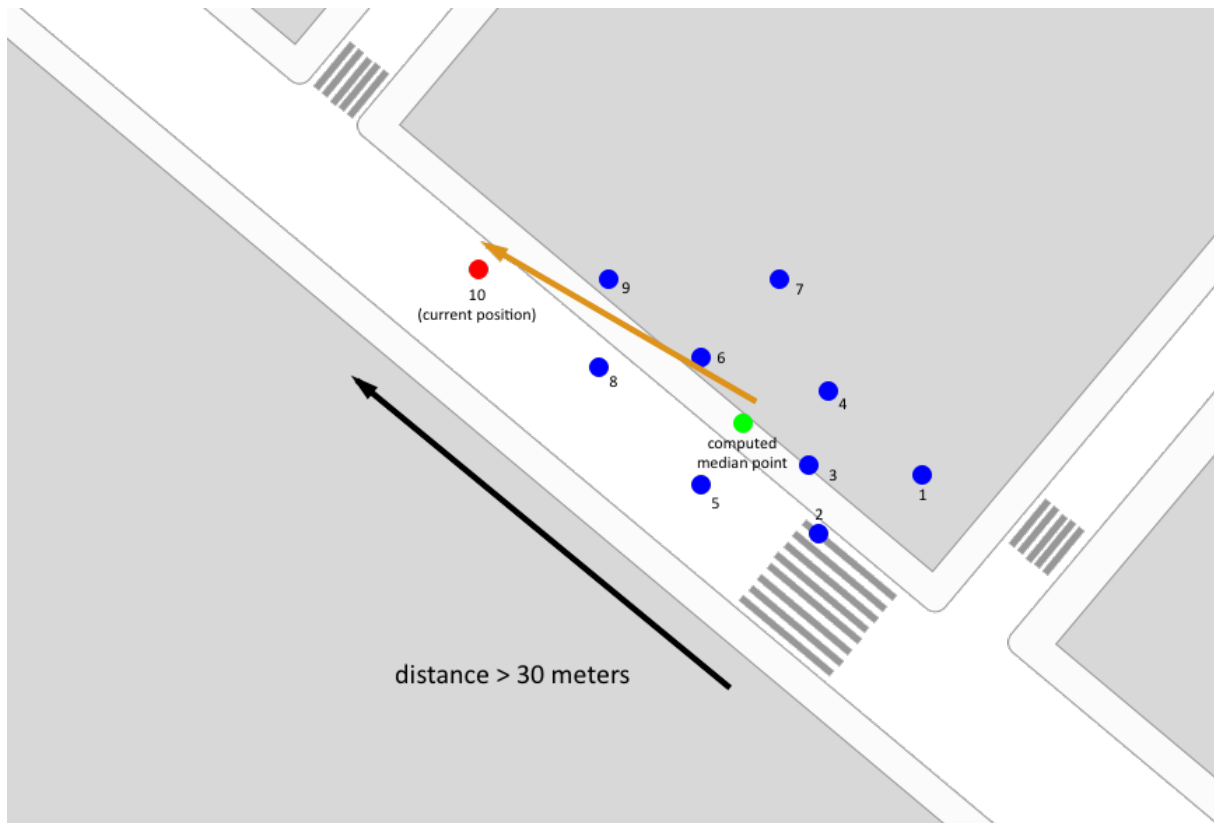 9
7
10
(current position)
6
8
4
computed
median point
3
1
5
2
distance > 30 meters